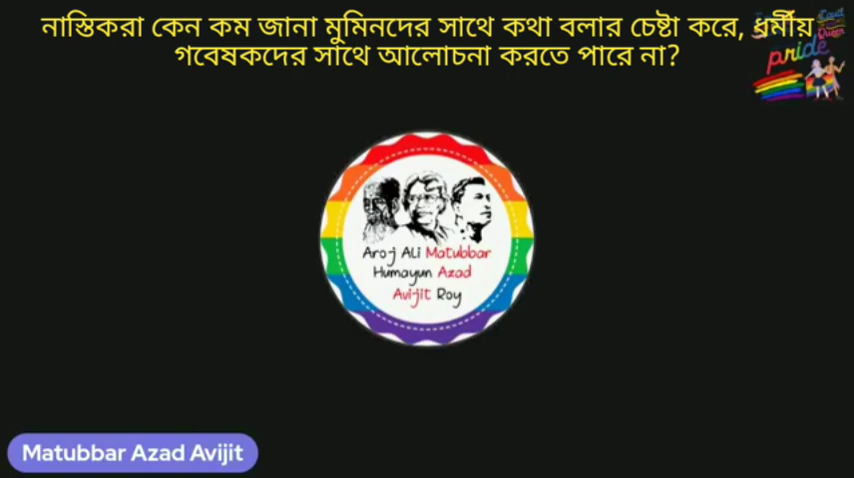 নাস্তিকরা কেন কম জানা মুমিনদের সাথে কথা বলার চেষ্টা করে, ধর্মীয়
গবেষকদের সাথে আলোচনা করতে পারে না?
pride
Aroj Ali Matubbar
Humayun Azad
Avijit Roy
Matubbar Azad Avijit